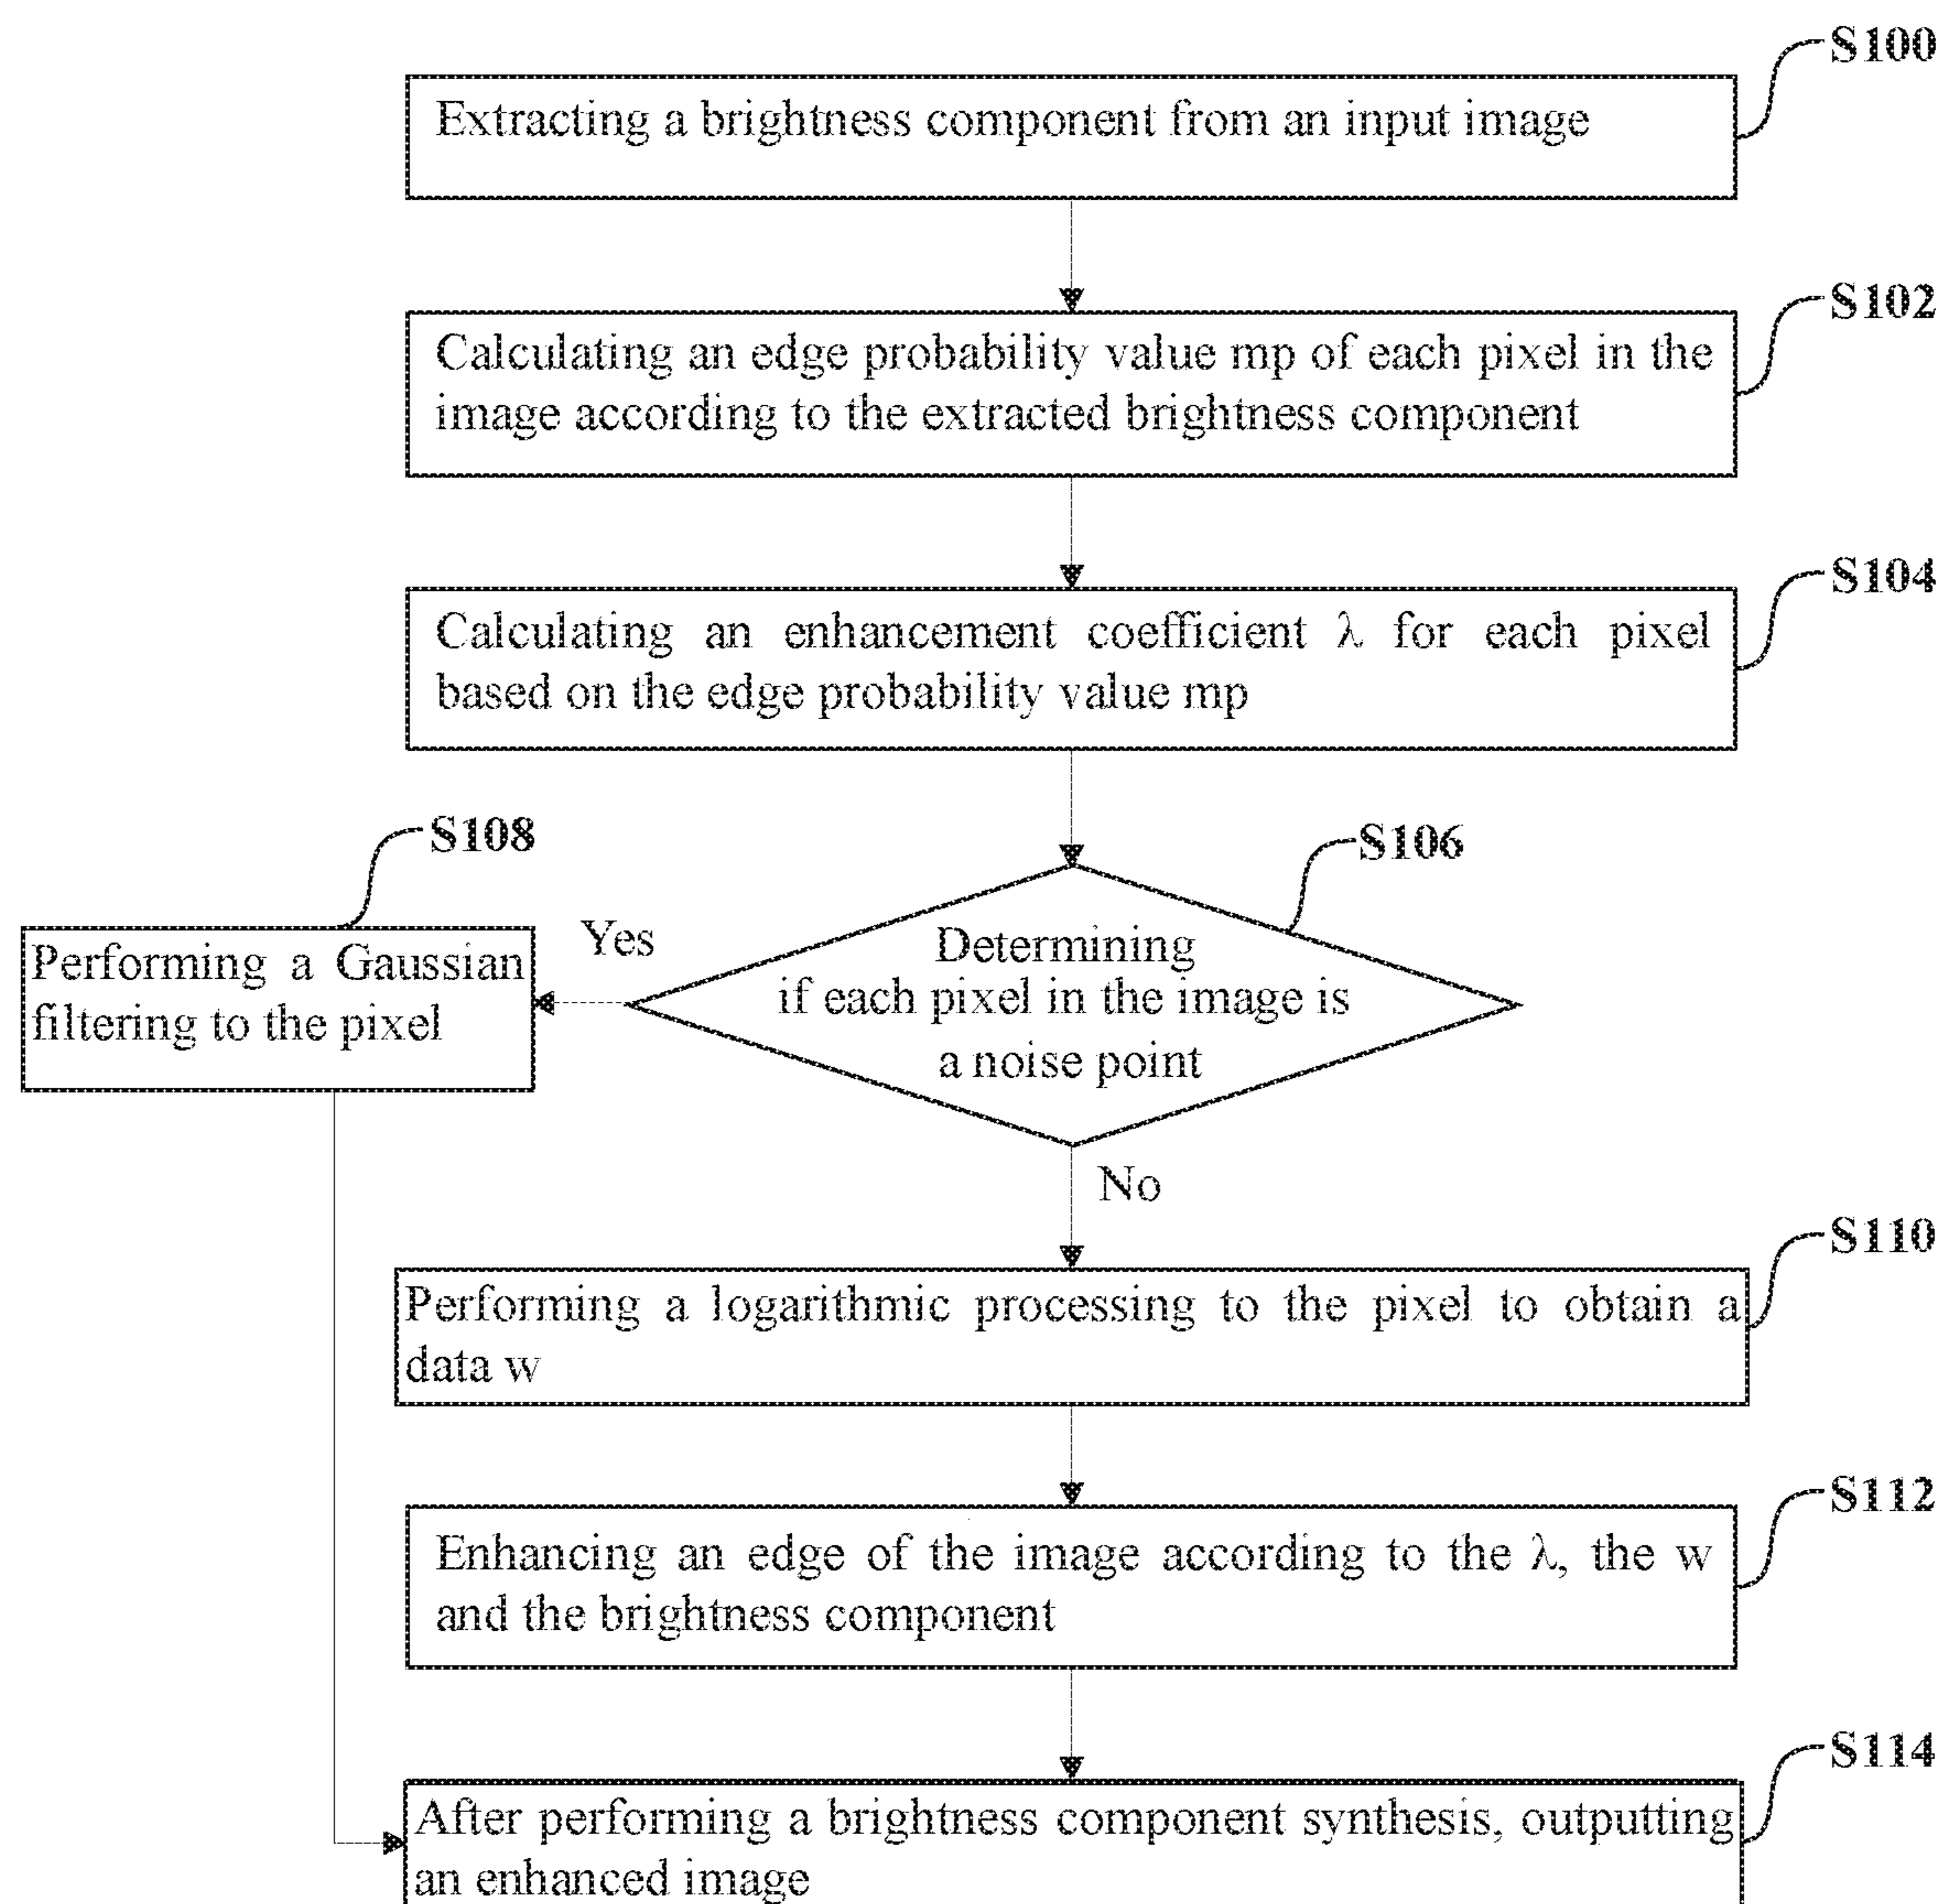 S100
Extracting a brightness component from an input image
S102
Calculating an edge probability value mp of each pixel in the
image according to the extracted brightness component
S104
Calculating an enhancement coefficient λ for each pixel
based on the edge probability value mp
S108
S106
Performing a Gaussian
filtering to the pixel
Yes
Determining
if each pixel in the image is
a noise point
No
S110
Performing a logarithmic processing to the pixel to obtain a
data w
S112
Enhancing an edge of the image according to the λ, the w
and the brightness component
S114
After performing a brightness component synthesis, outputting
an enhanced image